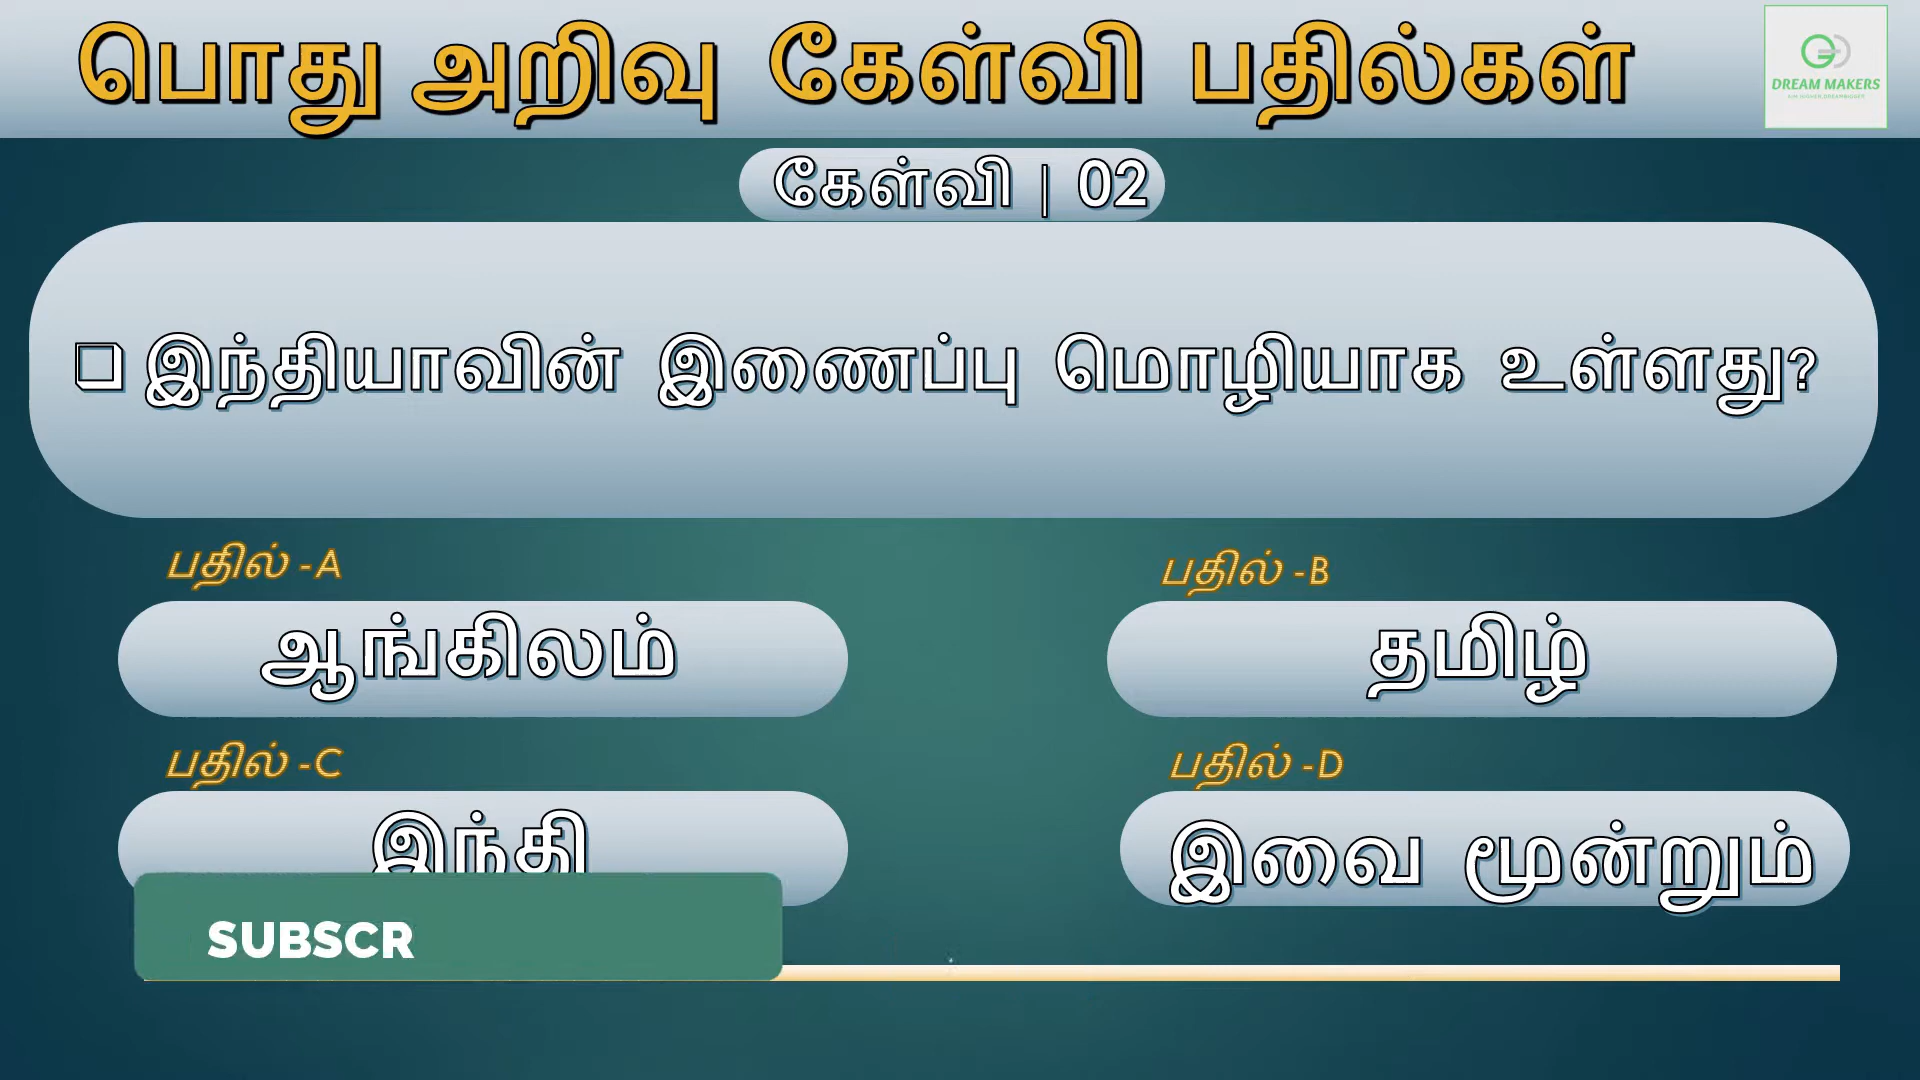 பொது அறிவு கேள்வி பதில்கள்
DREAM MAKERS
கேள்வி | 02
❑ இந்தியாவின் இணைப்பு மொழியாக உள்ளது?
பதில் -A
ஆங்கிலம்
பதில் -B
தமிழ்
பதில் -C
இந்தி
பதில் -D
இவை மூன்றும்
SUBSCR